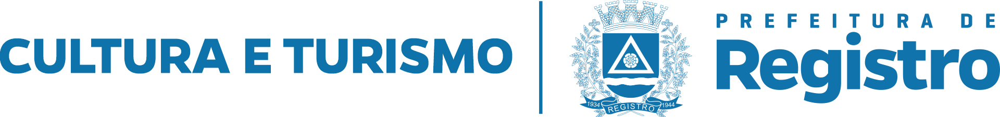 CULTURA E TURISMO
1934 REGISTRO 1944
PREFEITURA DE
Registro